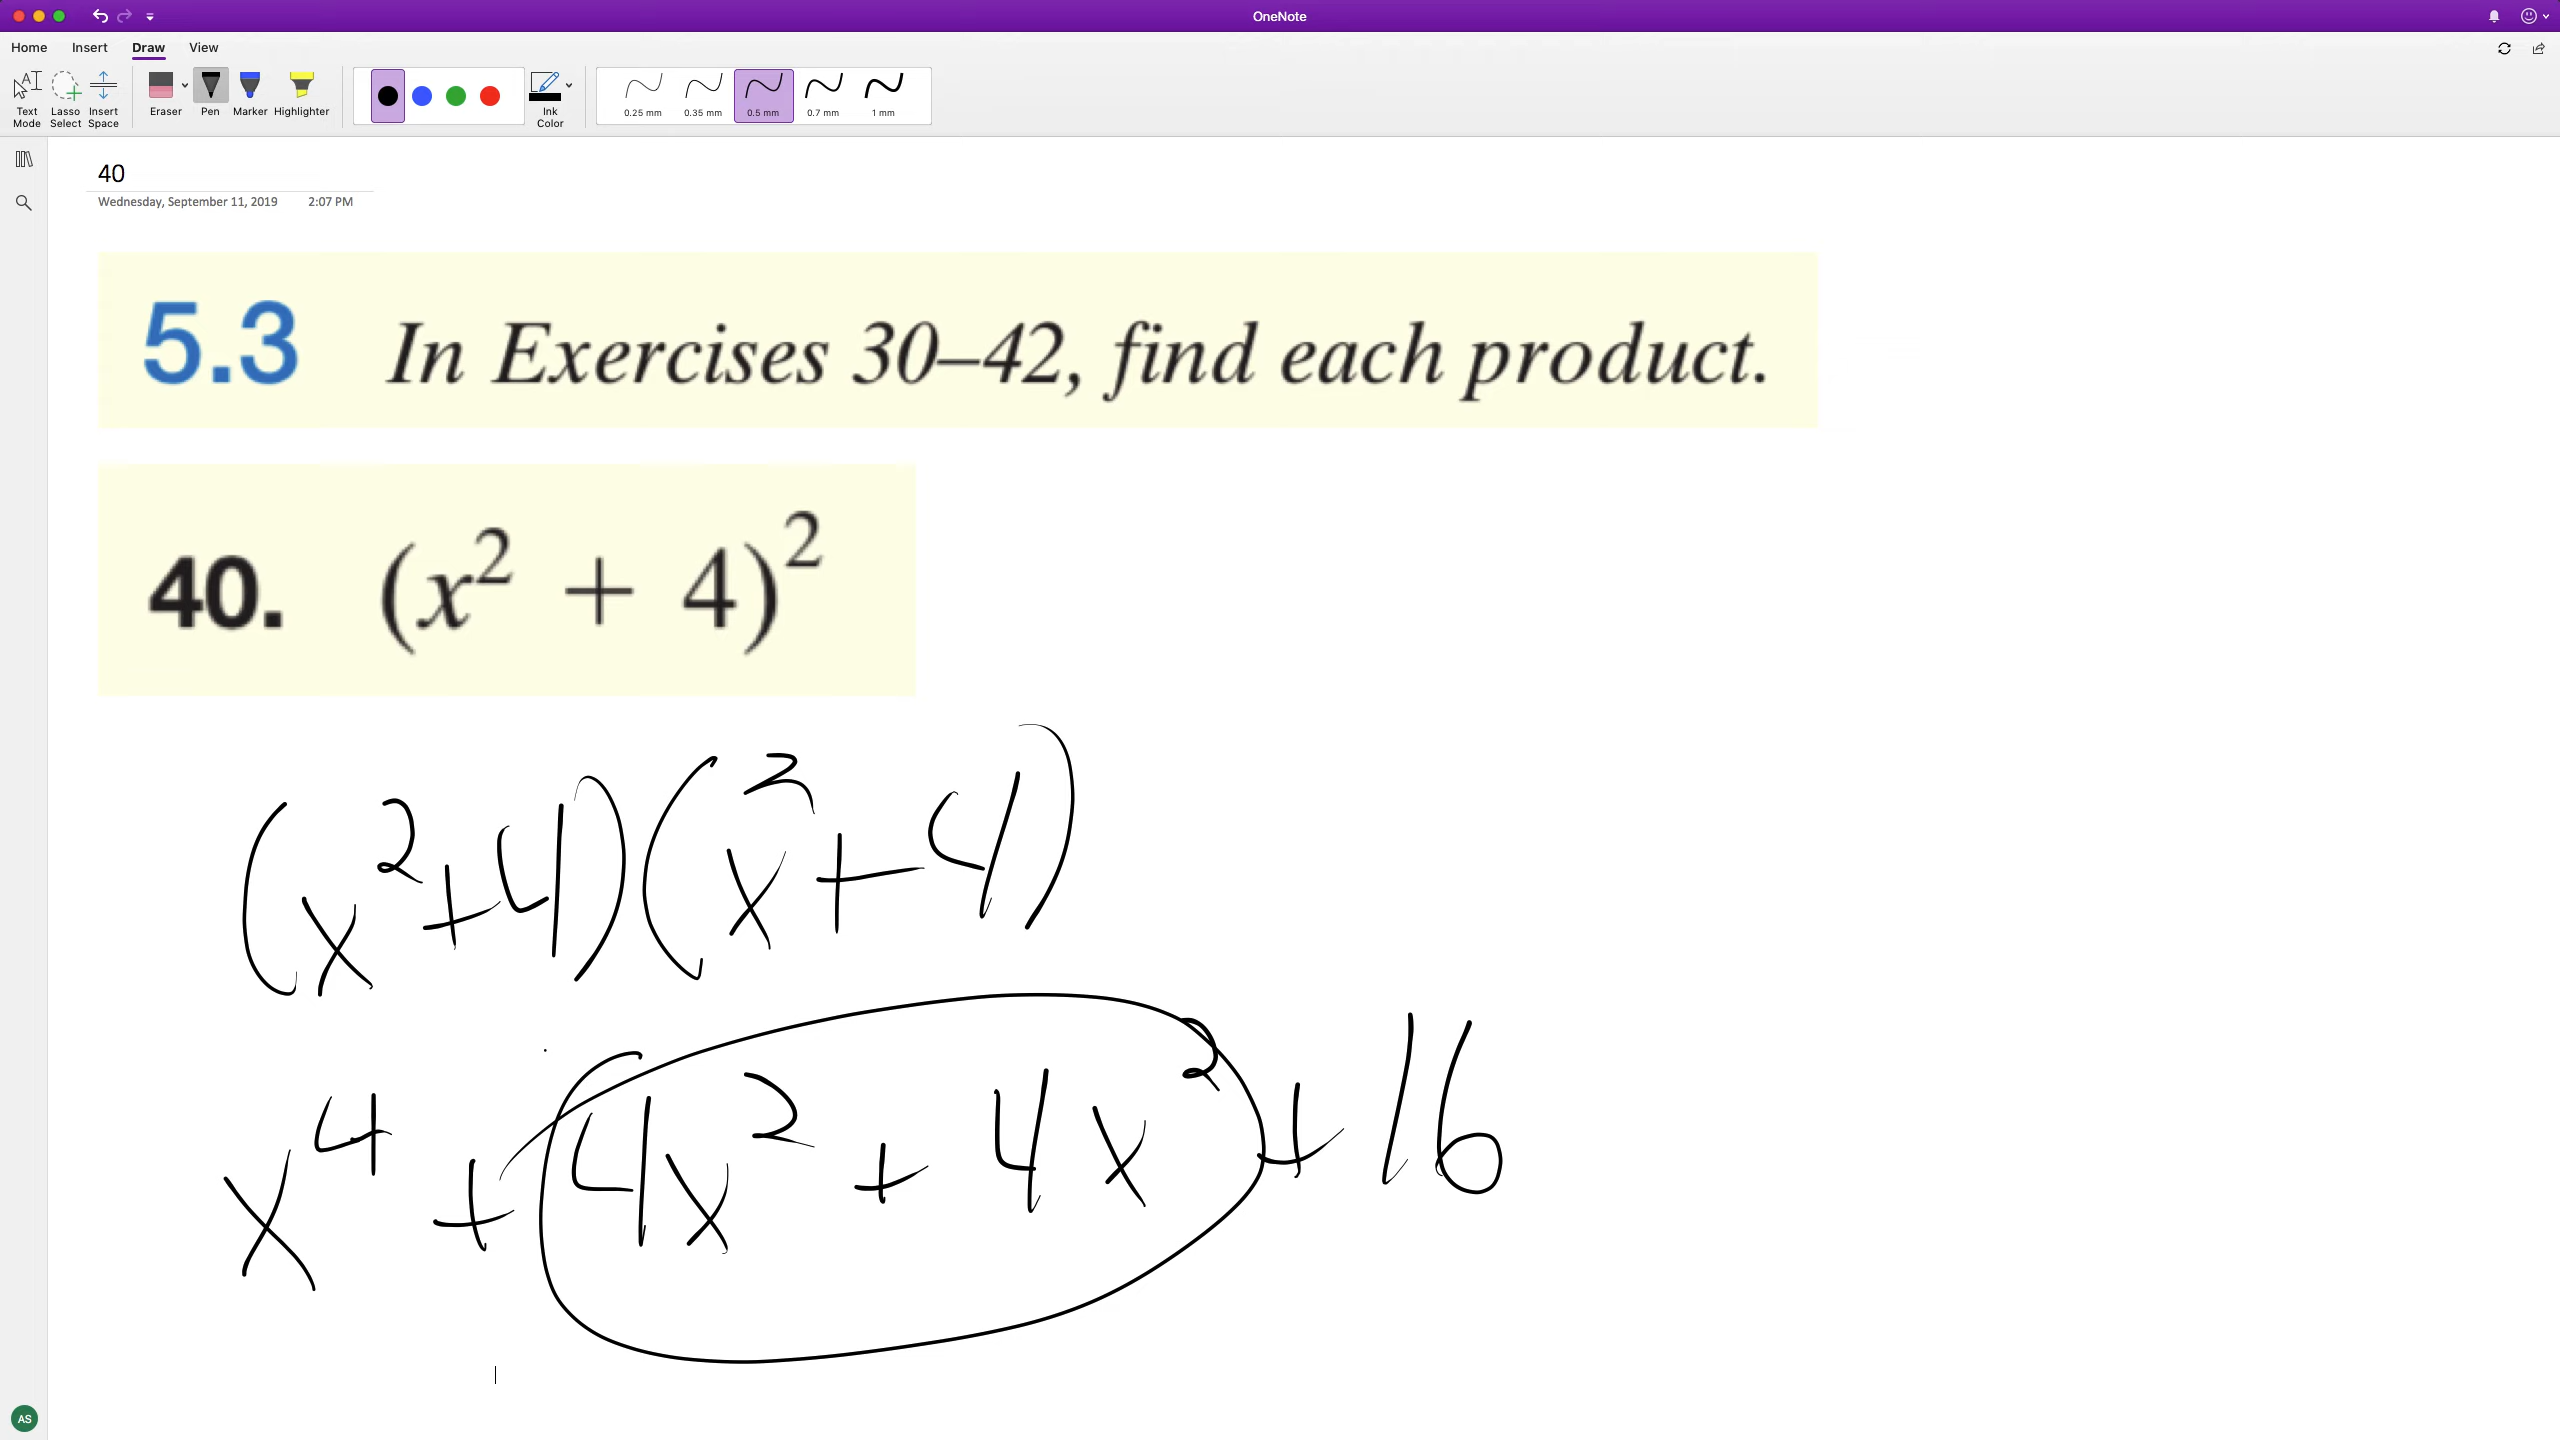 OneNote
Home Insert Draw View
Text Mode Lasso Select Insert Space Eraser Pen Marker Highlighter Ink Color 0.25 mm 0.35 mm 0.5 mm 0.7 mm 1 mm
40
Wednesday, September 11, 2019 2:07 PM
5.3 In Exercises 30–42, find each product.
40. (x² + 4)²
(x²+4)(x²+4)
x⁴ + 4x² + 4x² + 16
AS